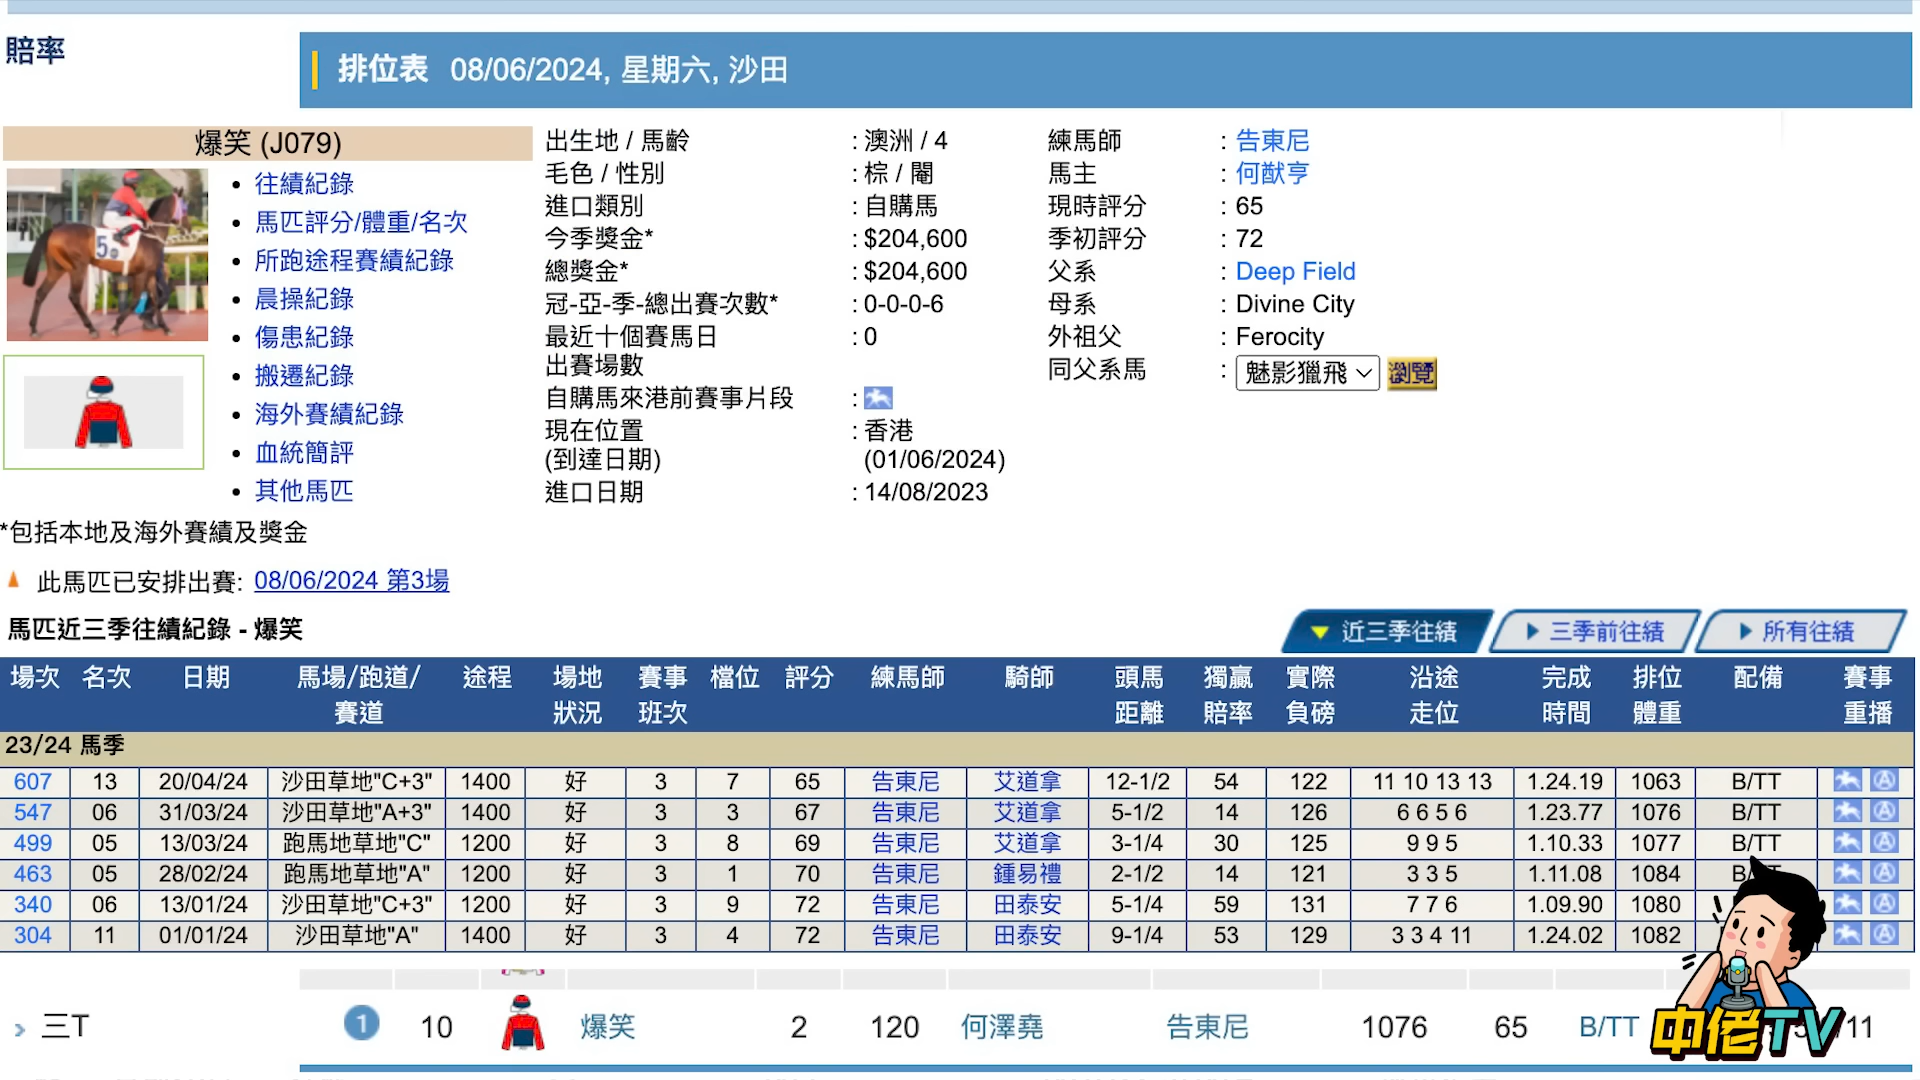 賠率
排位表 08/06/2024, 星期六, 沙田
爆笑 (J079)
往績紀錄
馬匹評分/體重/名次
所跑途程賽績紀錄
晨操紀錄
傷患紀錄
搬遷紀錄
海外賽績紀錄
血統簡評
其他馬匹
出生地 / 馬齡 : 澳洲 / 4
毛色 / 性別 : 棕 / 閹
進口類別 : 自購馬
今季獎金* : $204,600
總獎金* : $204,600
冠-亞-季-總出賽次數* : 0-0-0-6
最近十個賽馬日 : 0
出賽場數
自購馬來港前賽事片段 :
現在位置 : 香港
(到達日期) (01/06/2024)
進口日期 : 14/08/2023
練馬師 : 告東尼
馬主 : 何猷亨
現時評分 : 65
季初評分 : 72
父系 : Deep Field
母系 : Divine City
外祖父 : Ferocity
同父系馬 : 魅影獵飛 瀏覽
*包括本地及海外賽績及獎金
此馬匹已安排出賽: 08/06/2024 第3場
馬匹近三季往績紀錄 - 爆笑
近三季往績 三季前往績 所有往績
場次 名次 日期 馬場/跑道/ 途程 場地 賽事 檔位 評分 練馬師 騎師 頭馬 獨贏 實際 沿途 完成 排位 配備 賽事
賽道 狀況 班次 距離 賠率 負磅 走位 時間 體重 重播
23/24 馬季
607 13 20/04/24 沙田草地"C+3" 1400 好 3 7 65 告東尼 艾道拿 12-1/2 54 122 11 10 13 13 1.24.19 1063 B/TT
547 06 31/03/24 沙田草地"A+3" 1400 好 3 3 67 告東尼 艾道拿 5-1/2 14 126 6 6 5 6 1.23.77 1076 B/TT
499 05 13/03/24 跑馬地草地"C" 1200 好 3 8 69 告東尼 艾道拿 3-1/4 30 125 9 9 5 1.10.33 1077 B/TT
463 05 28/02/24 跑馬地草地"A" 1200 好 3 1 70 告東尼 鍾易禮 2-1/2 14 121 3 3 5 1.11.08 1084
340 06 13/01/24 沙田草地"C+3" 1200 好 3 9 72 告東尼 田泰安 5-1/4 59 131 7 7 6 1.09.90 1080
304 11 01/01/24 沙田草地"A" 1400 好 3 4 72 告東尼 田泰安 9-1/4 53 129 3 3 4 11 1.24.02 1082
三T 1 10 爆笑 2 120 何澤堯 告東尼 1076 65 B/TT /11
中佬TV